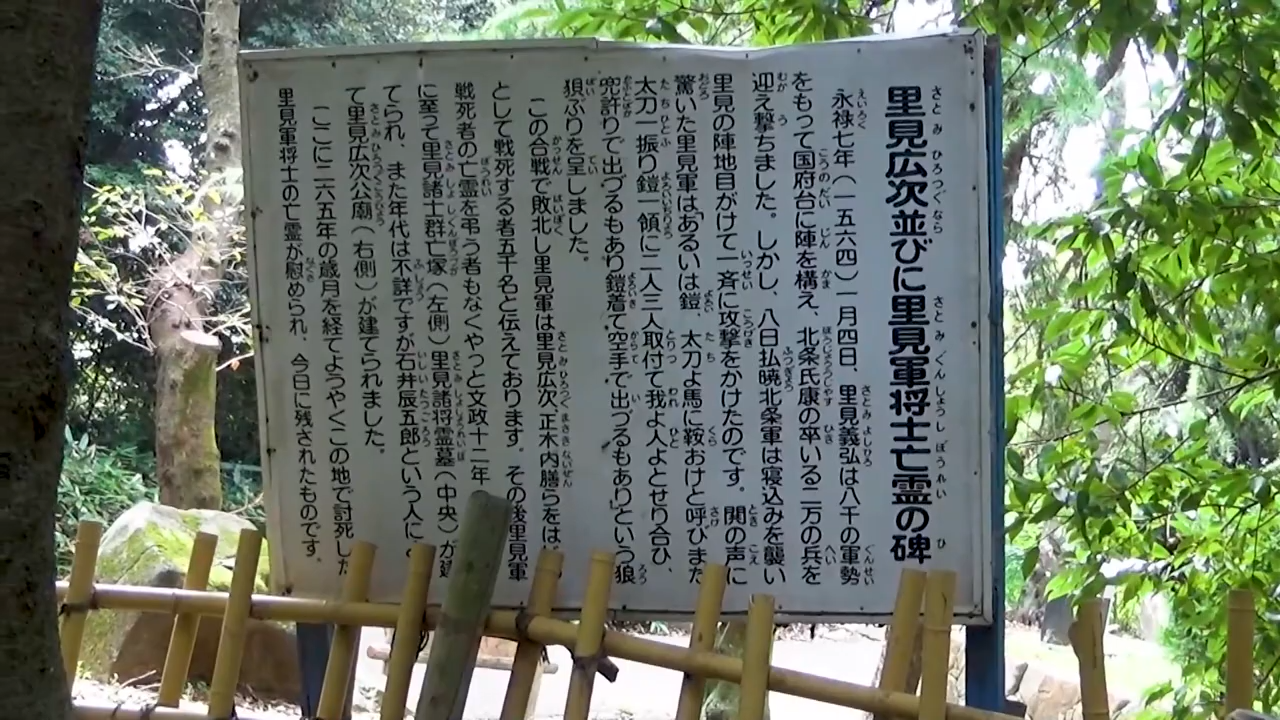 里見広次並びに里見軍将士亡霊の碑
永禄七年（一五六四）一月四日、里見義弘は八千の軍勢
をもって国府台に陣を構え、北条氏康の率いる二万の兵を
迎え撃ちました。しかし、八日払暁北条軍は寝込みを襲い
里見の陣地目がけて一斉に攻撃をかけたのです。関の声に
驚いた里見軍は「あるいは鎧、太刀よ馬に鞍おけと呼びまた
太刀一振り鎧一領に二人三人取付て我よ人よとせり合ひ、
兜許りで出づるもあり鎧着て空手で出づるもあり」という狼
狽ぶりを呈しました。
この合戦で敗北し里見軍は里見広次、正木内膳らをは
として戦死する者五千名と伝えております。その後里見軍
戦死者の亡霊を弔う者もなくやっと文政十二年
に至って里見諸士群亡塚（左側）里見諸将霊墓（中央）が建
てられ、また年代は不詳ですが石井辰五郎という人に
て里見広次公廟（右側）が建てられました。
ここに二六五年の歳月を経てようやくこの地で討死した
里見軍将士の亡霊が慰められ、今日に残されたものです。